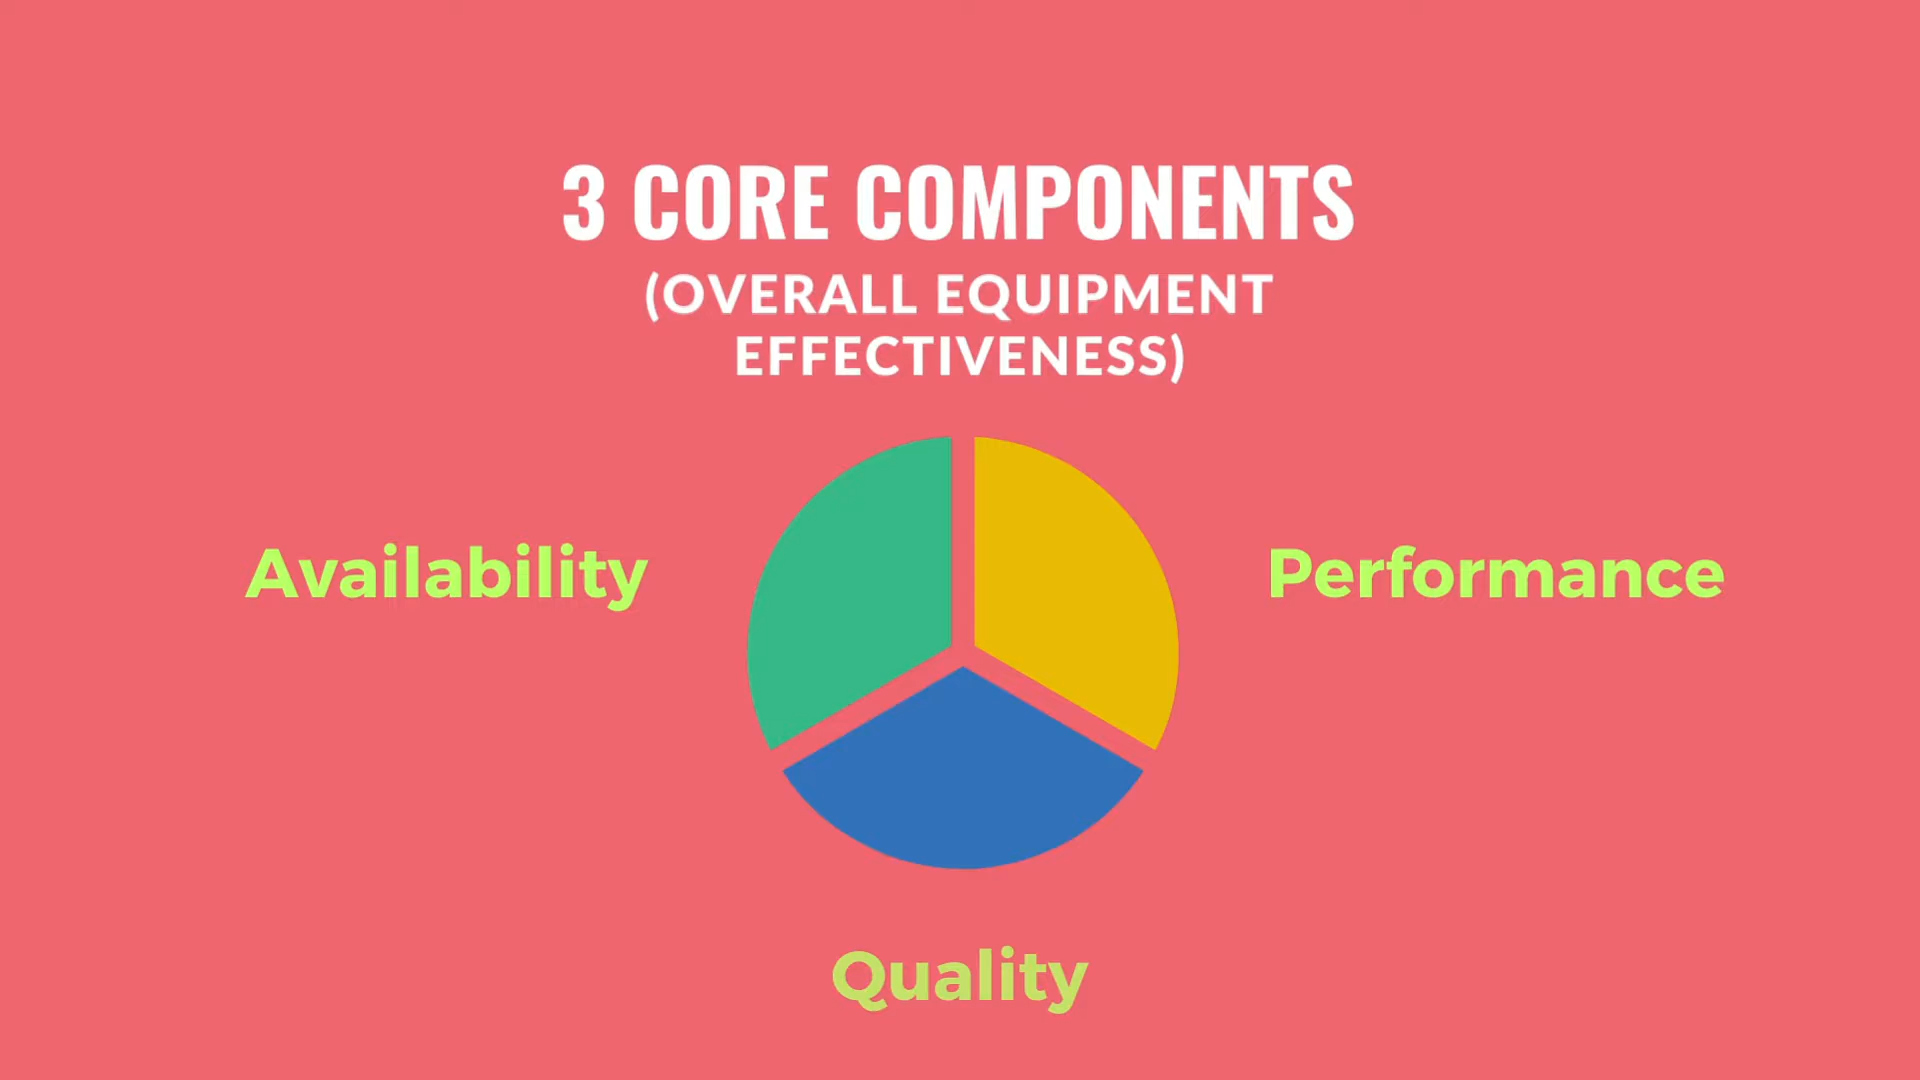 3 CORE COMPONENTS
(OVERALL EQUIPMENT
EFFECTIVENESS)
Availability
Performance
Quality